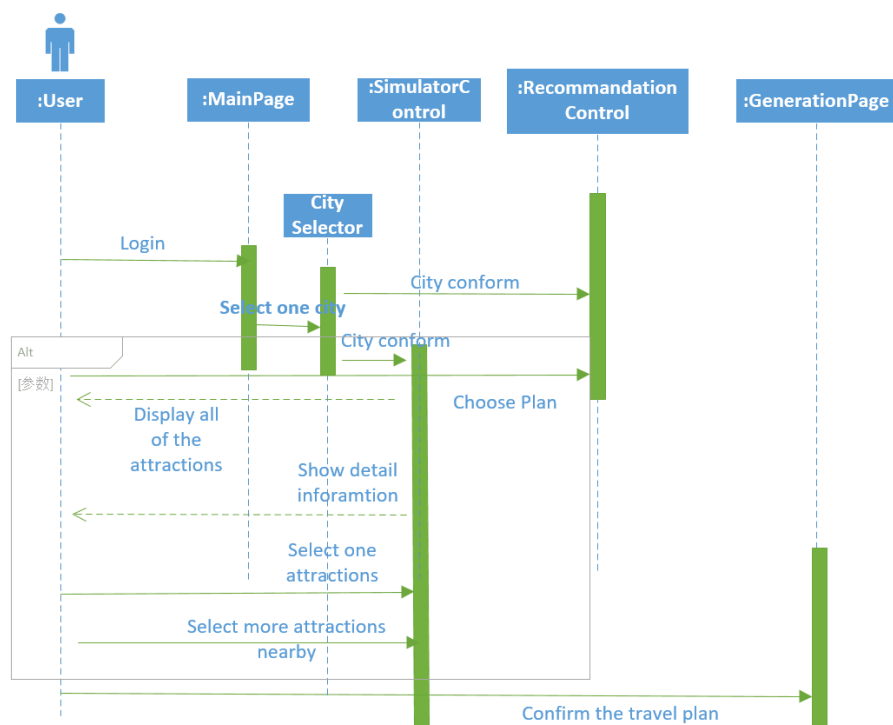 :User
:MainPage
:SimulatorC
ontrol
:Recommandation
Control
:GenerationPage
City
Selector
Login
City conform
Select one city
City conform
Alt
[参数]
Choose Plan
Display all
of the
attractions
Show detail
inforamtion
Select one
attractions
Select more attractions
nearby
Confirm the travel plan